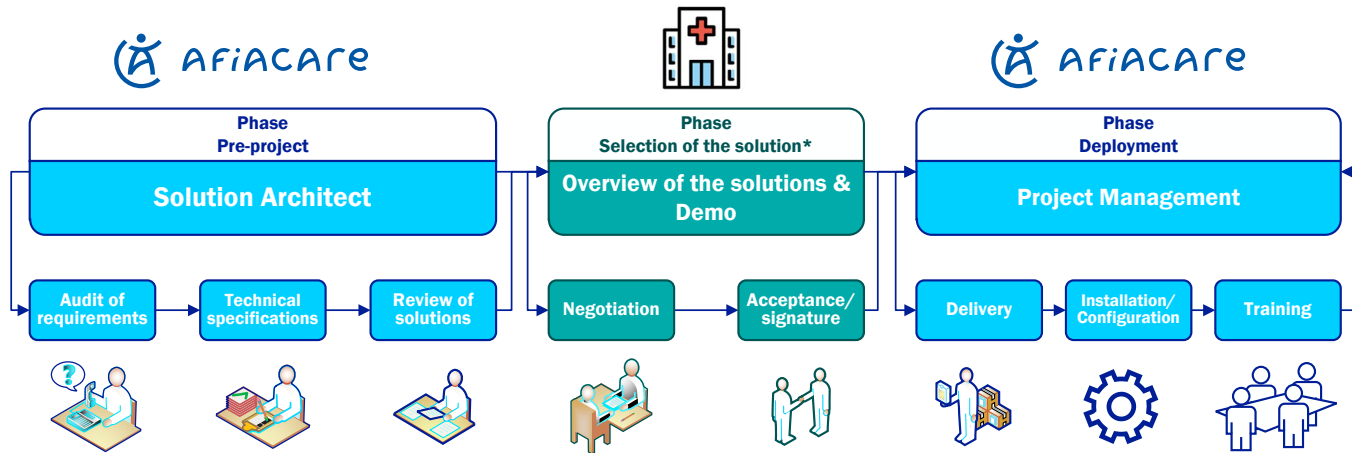 AFiACARE
AFiACARE
Phase
Pre-project
Solution Architect
Phase
Selection of the solution*
Overview of the solutions &
Demo
Phase
Deployment
Project Management
Audit of
requirements
Technical
specifications
Review of
solutions
Negotiation
Acceptance/
signature
Delivery
Installation/
Configuration
Training
?